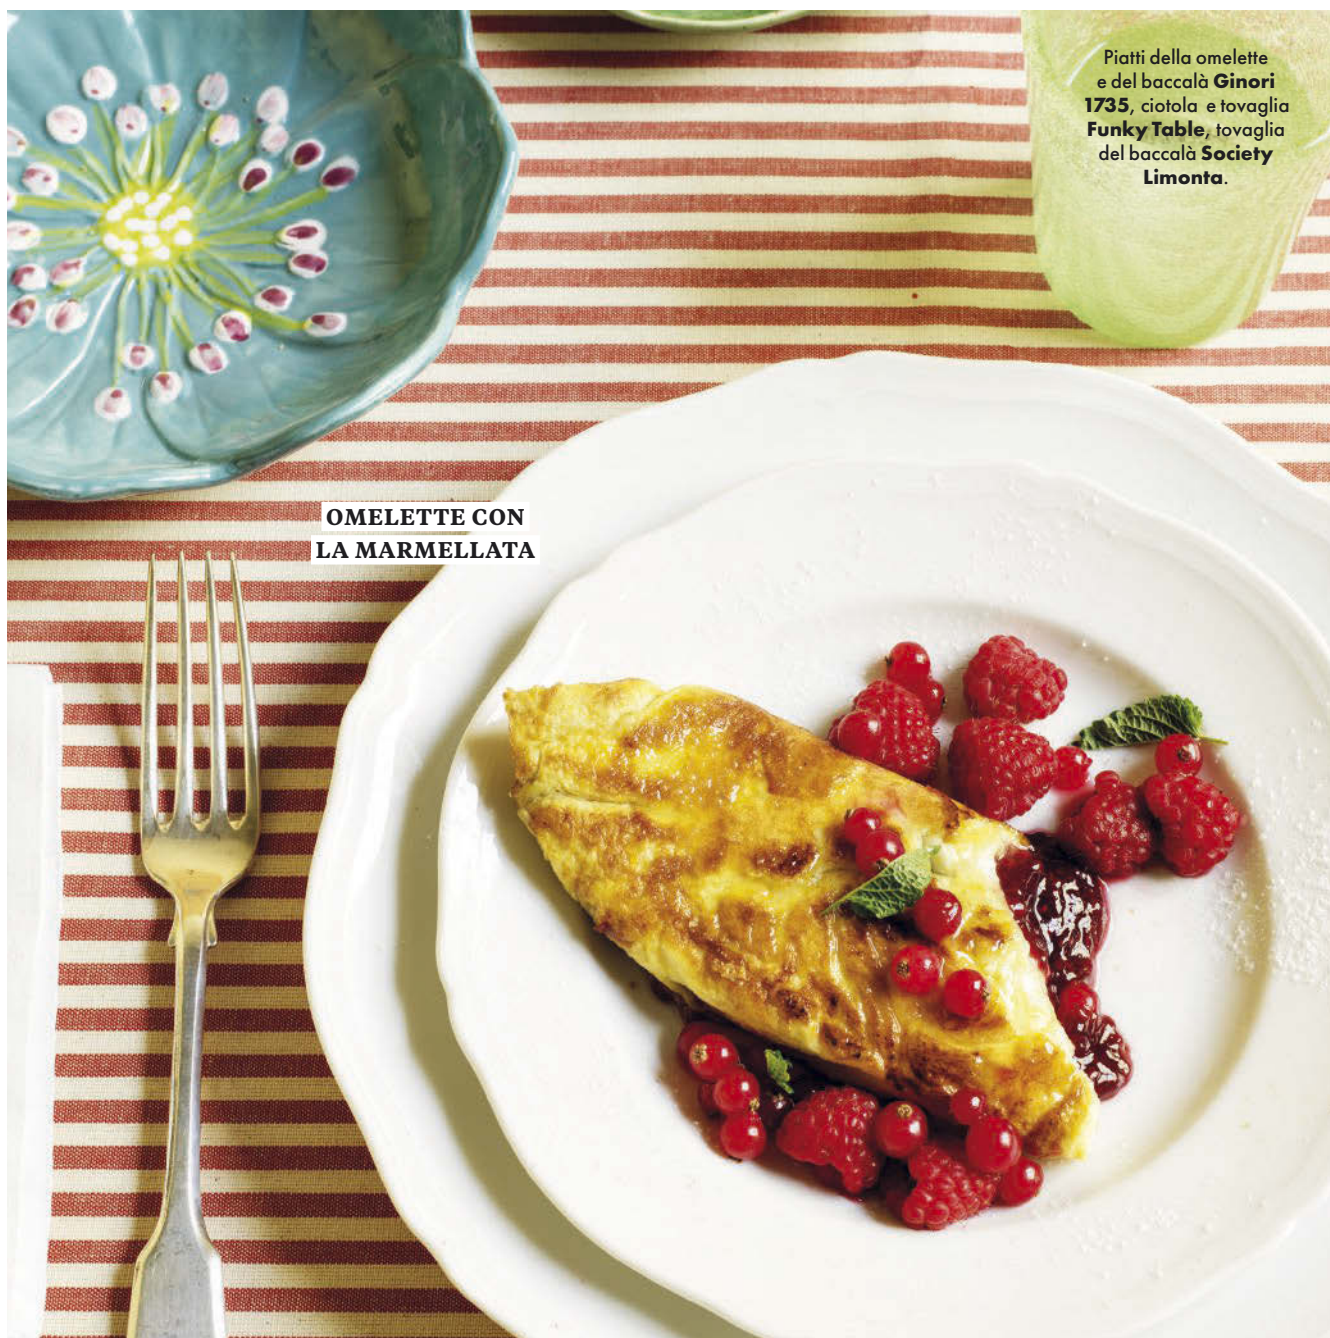 Piatti della omelette
e del baccalà Ginori
1735, ciotola e tovaglia
Funky Table, tovaglia
del baccalà Society
Limonta.
OMELETTE CON
LA MARMELLATA